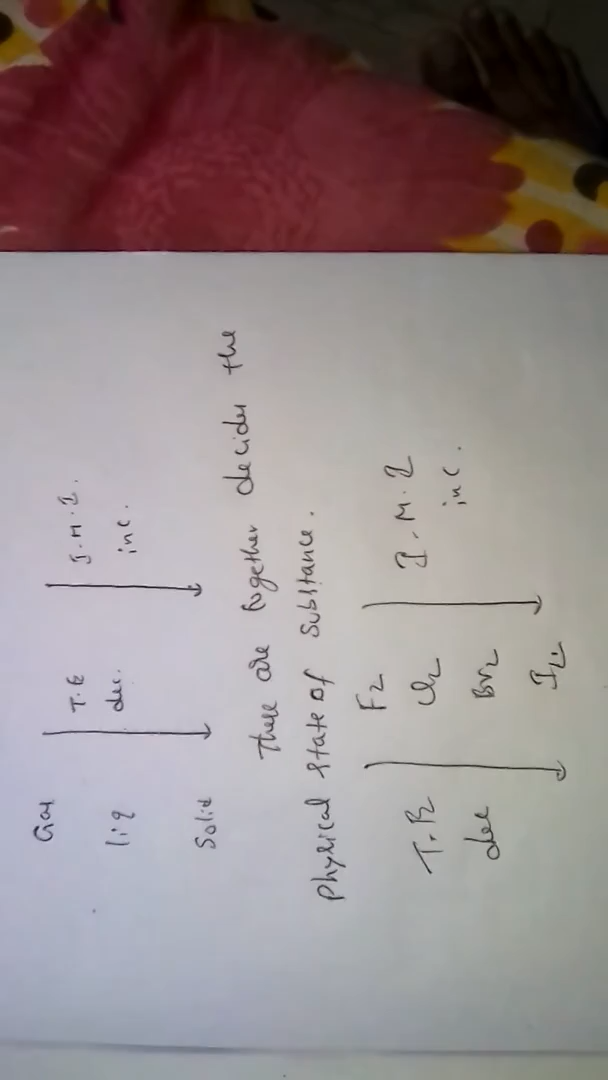 Gas T.E I.M.I.
liq dec. inc.
Solid
These are together decides the
Physical state of substance.
F2
T.E Cl2 I.M.I
dec Br2 inc.
I2